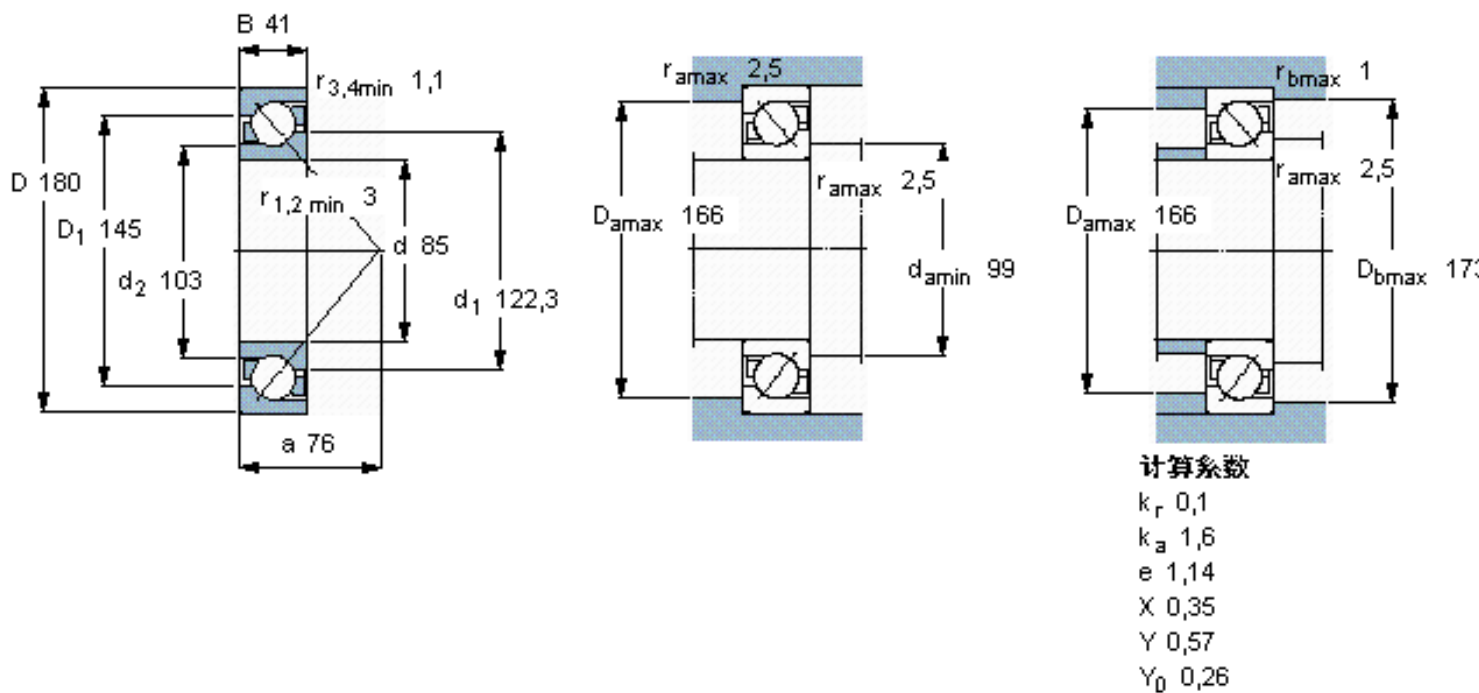 B 41
r3,4min 1,1
D 180
D1 145
d2 103
r1,2 min 3
d 85
d1 122,3
a 76
ramax 2,5
ramax 2,5
Damax 166
damin 99
rbmax 1
ramax 2,5
Damax 166
Dbmax 173
计算系数
kr 0,1
ka 1,6
e 1,14
X 0,35
Y 0,57
Y0 0,26